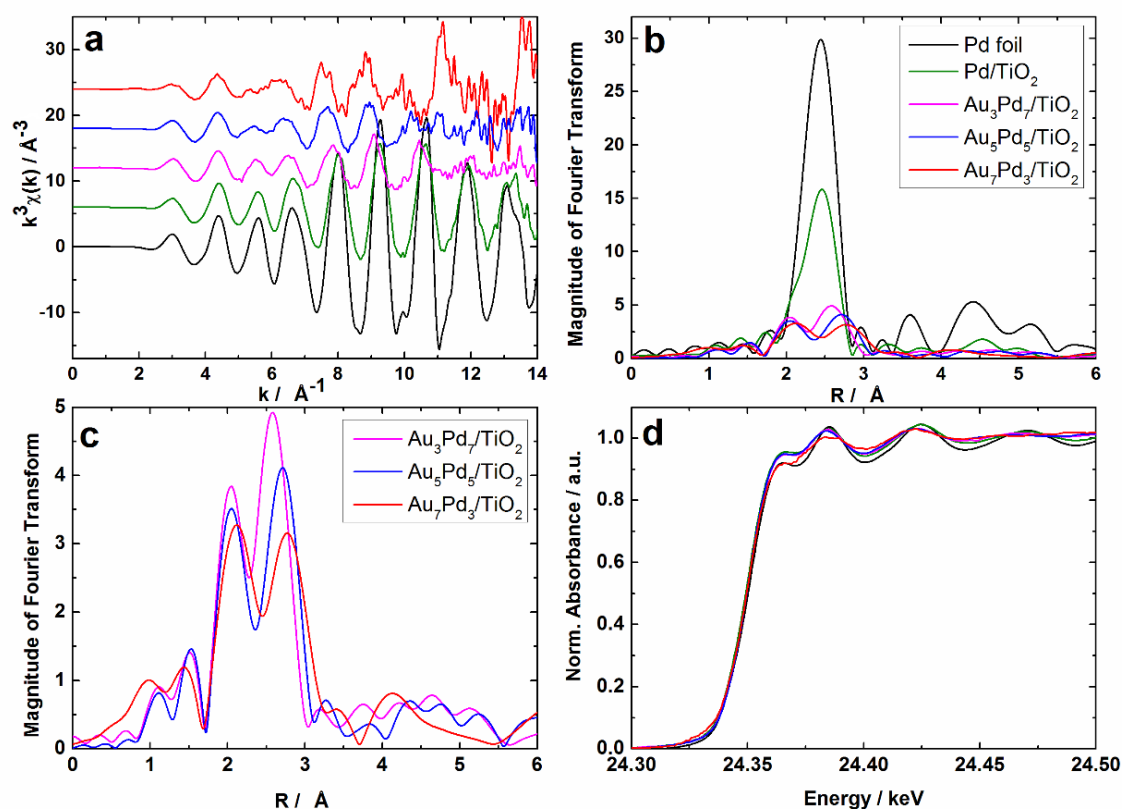 a
30
20
10
0
-10
k³χ(k) / Å⁻³
0 2 4 6 8 10 12 14
k / Å⁻¹
b
Pd foil
Pd/TiO₂
Au₃Pd₇/TiO₂
Au₅Pd₅/TiO₂
Au₇Pd₃/TiO₂
30
25
20
15
10
5
0
Magnitude of Fourier Transform
0 1 2 3 4 5 6
R / Å
c
Au₃Pd₇/TiO₂
Au₅Pd₅/TiO₂
Au₇Pd₃/TiO₂
5
4
3
2
1
0
Magnitude of Fourier Transform
0 1 2 3 4 5 6
R / Å
d
1.0
0.8
0.6
0.4
0.2
0.0
Norm. Absorbance / a.u.
24.30 24.35 24.40 24.45 24.50
Energy / keV